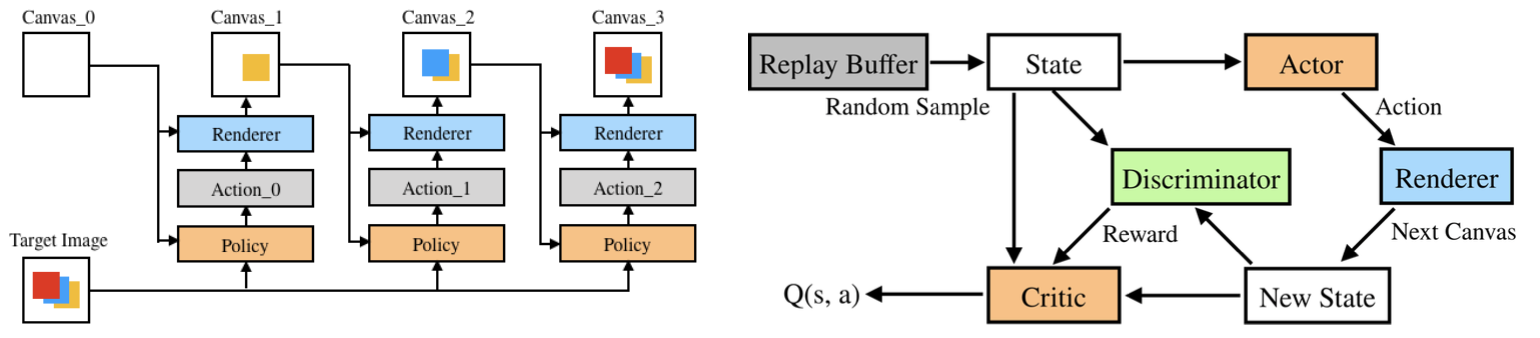 Canvas_0
Canvas_1
Canvas_2
Canvas_3
Renderer
Renderer
Renderer
Action_0
Action_1
Action_2
Target Image
Policy
Policy
Policy
Replay Buffer
State
Actor
Random Sample
Action
Discriminator
Renderer
Reward
Next Canvas
Q(s, a)
Critic
New State